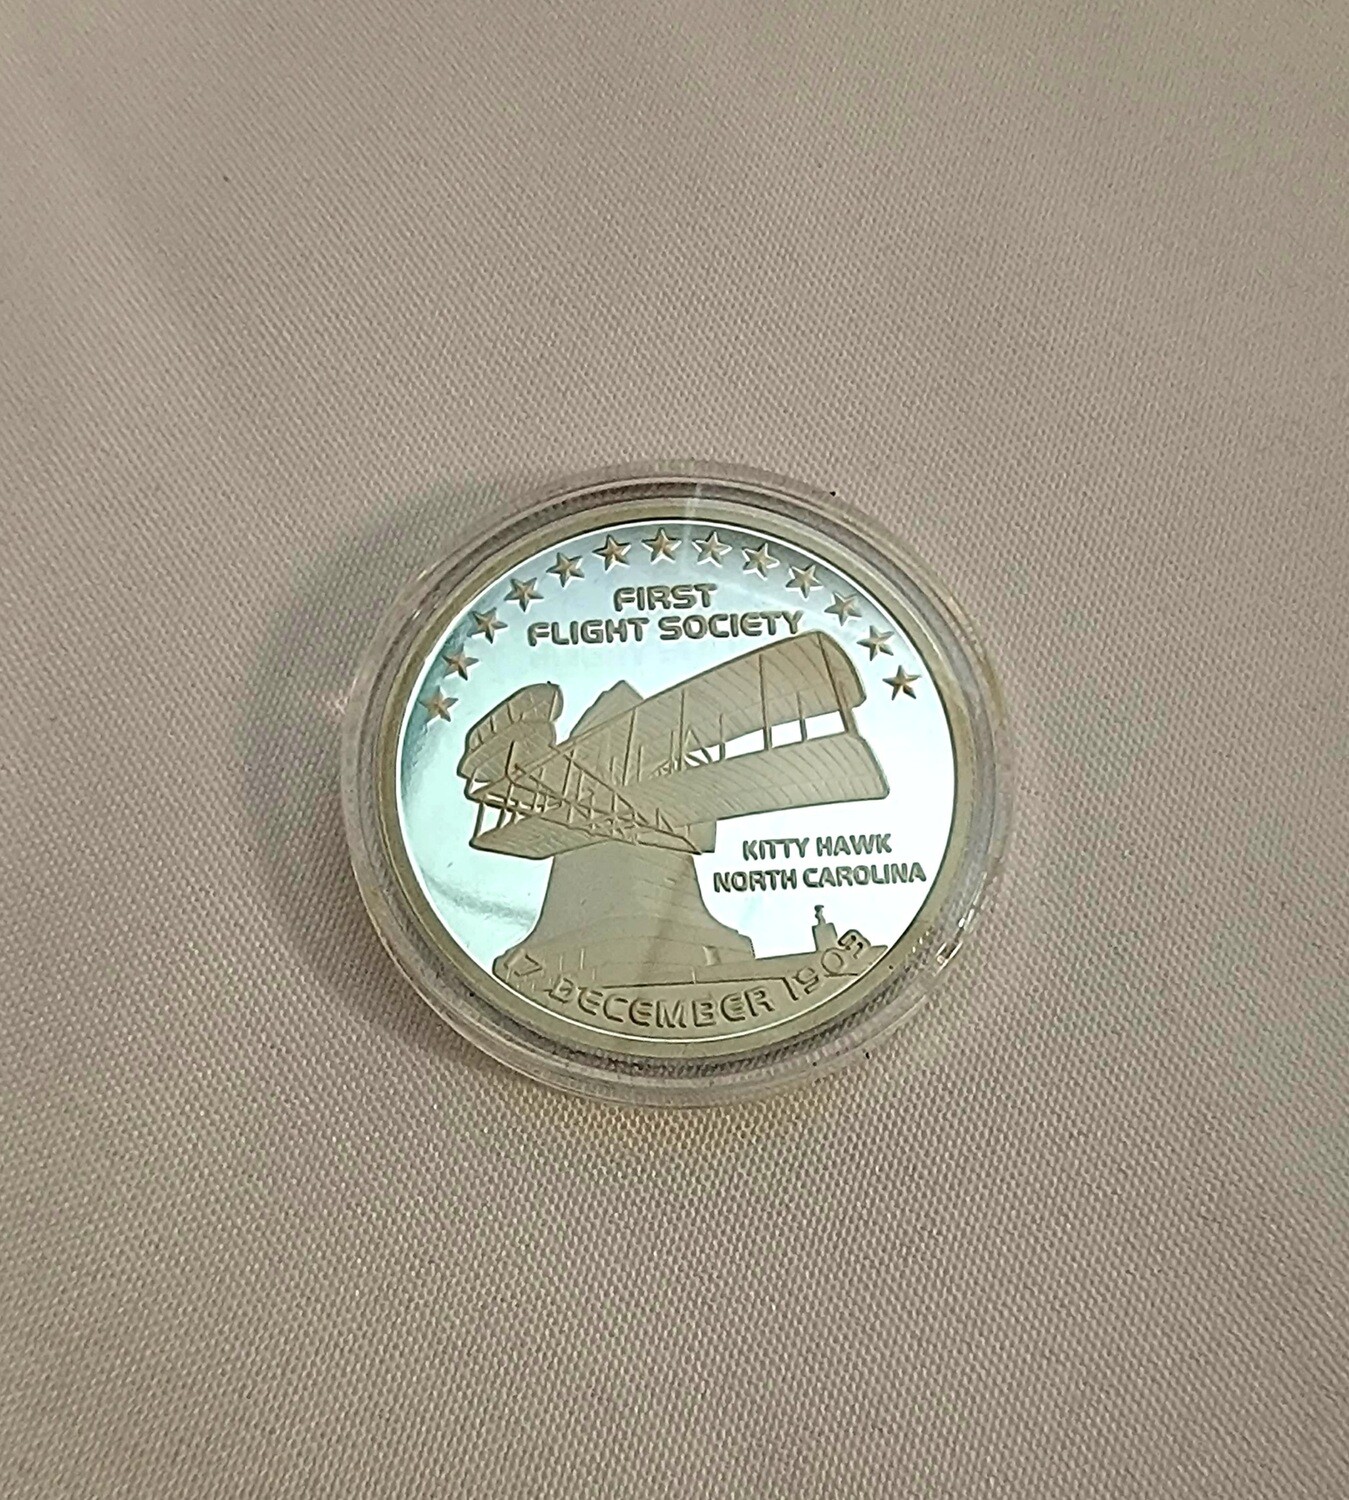 FIRST
FLIGHT SOCIETY
KITTY HAWK
NORTH CAROLINA
17 DECEMBER 1903